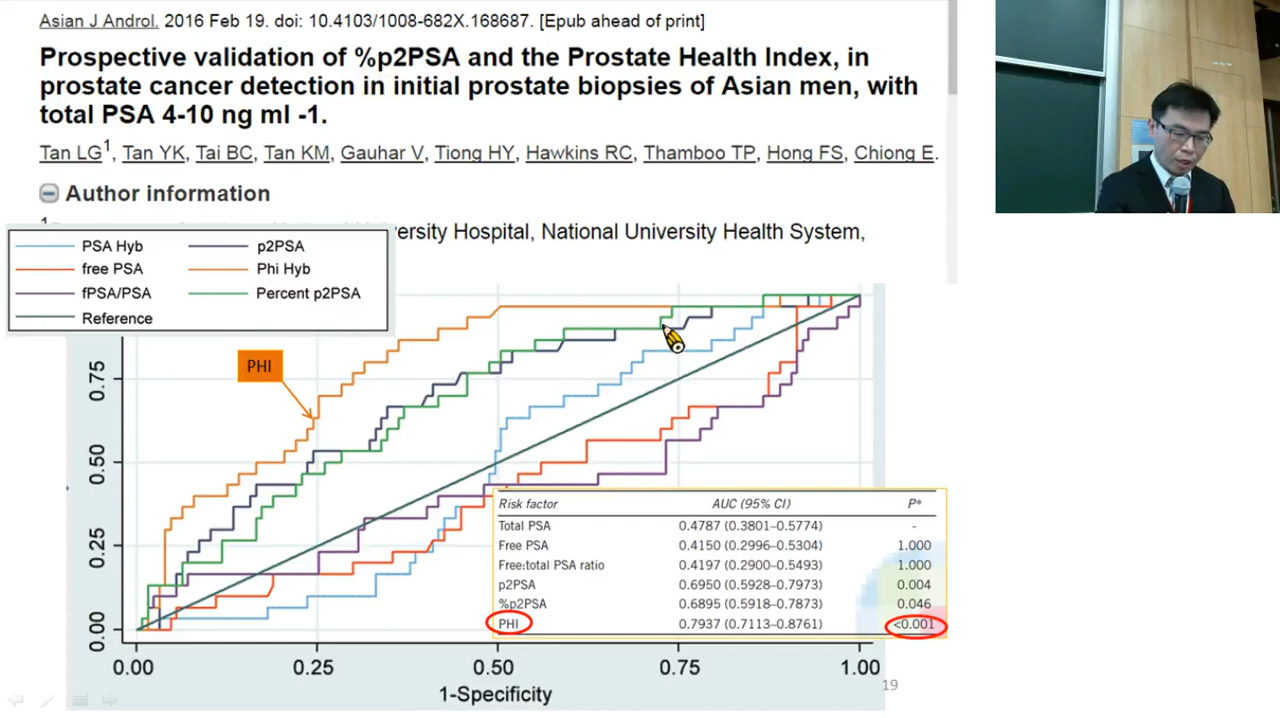 Asian J Androl. 2016 Feb 19. doi: 10.4103/1008-682X.168687. [Epub ahead of print]
Prospective validation of %p2PSA and the Prostate Health Index, in
prostate cancer detection in initial prostate biopsies of Asian men, with
total PSA 4-10 ng ml -1.
Tan LG1, Tan YK, Tai BC, Tan KM, Gauhar V, Tiong HY, Hawkins RC, Thamboo TP, Hong FS, Chiong E.
Author information
ersity Hospital, National University Health System,
PSA Hyb p2PSA
free PSA Phi Hyb
fPSA/PSA Percent p2PSA
Reference
PHI
0.75
0.50
0.25
0.00
Risk factor AUC (95% CI) P*
Total PSA 0.4787 (0.3801–0.5774) -
Free PSA 0.4150 (0.2996–0.5304) 1.000
Free:total PSA ratio 0.4197 (0.2900–0.5493) 1.000
p2PSA 0.6950 (0.5928–0.7973) 0.004
%p2PSA 0.6895 (0.5918–0.7873) 0.046
PHI 0.7937 (0.7113–0.8761) <0.001
0.00 0.25 0.50 0.75 1.00
1-Specificity
19